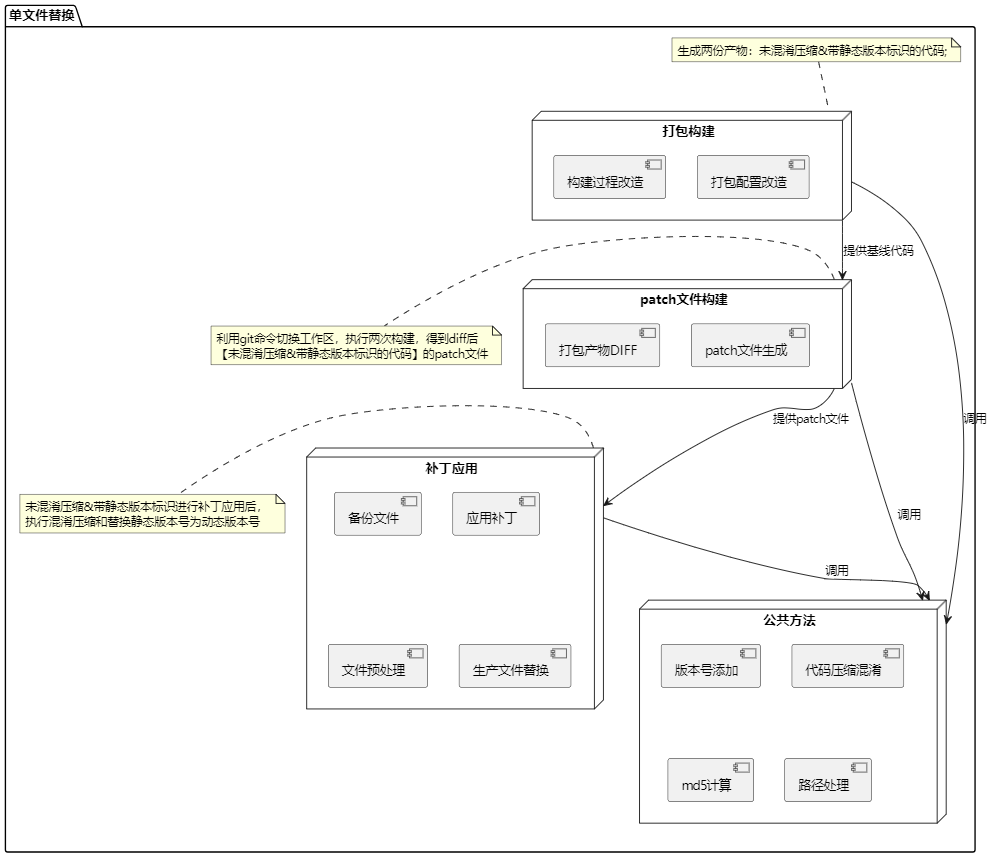 单文件替换
生成两份产物：未混淆压缩&带静态版本标识的代码;
打包构建
构建过程改造
打包配置改造
提供基线代码
patch文件构建
利用git命令切换工作区，执行两次构建，得到diff后
【未混淆压缩&带静态版本标识的代码】的patch文件
打包产物DIFF
patch文件生成
提供patch文件
调用
补丁应用
备份文件
应用补丁
未混淆压缩&带静态版本标识进行补丁应用后，
执行混淆压缩和替换静态版本号为动态版本号
调用
调用
公共方法
文件预处理
生产文件替换
版本号添加
代码压缩混淆
md5计算
路径处理